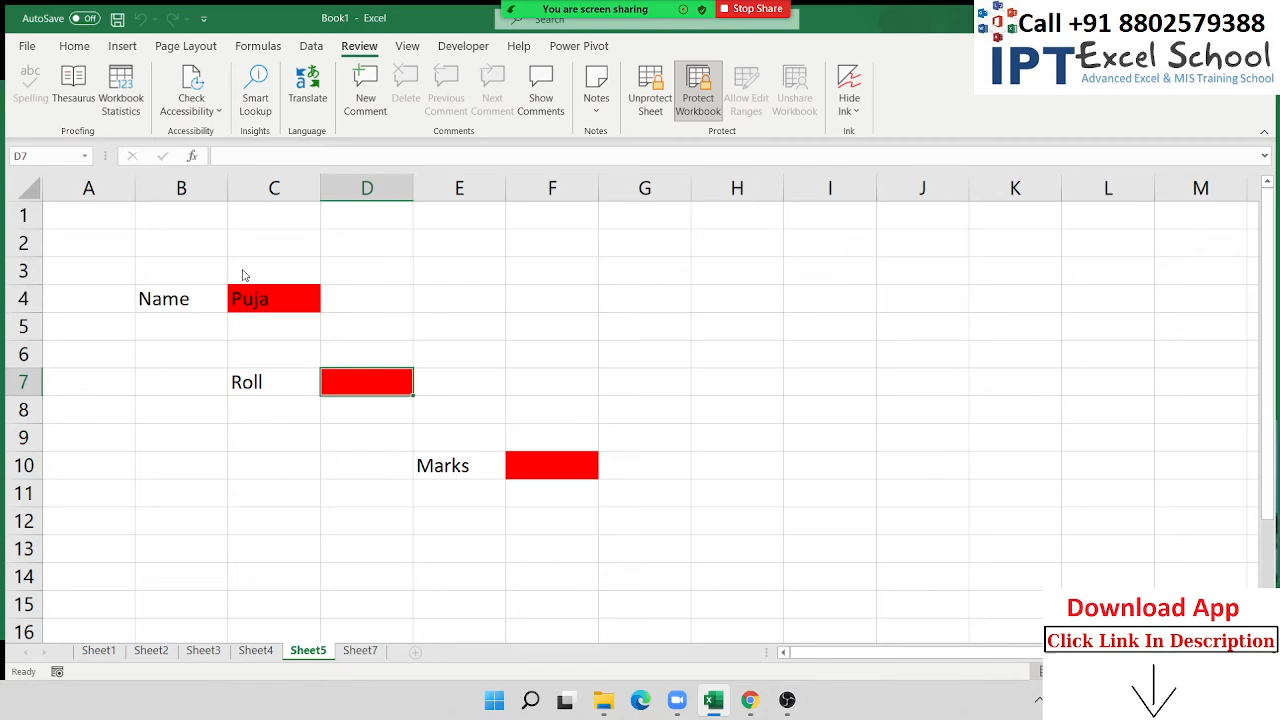 AutoSave Off Book1 - Excel Search
You are screen sharing Stop Share
Call +91 8802579388
IPT Excel School
Advanced Excel & MIS Training School
File Home Insert Page Layout Formulas Data Review View Developer Help Power Pivot
abc
Spelling Thesaurus Workbook Statistics Check Accessibility Smart Lookup Translate New Comment Delete Previous Comment Next Comment Show Comments Notes Unprotect Sheet Protect Workbook Allow Edit Ranges Unshare Workbook Hide Ink
Proofing Accessibility Insights Language Comments Notes Protect Ink
D7 fx
A B C D E F G H I J K L M
1
2
3
4 Name Puja
5
6
7 Roll
8
9
10 Marks
11
12
13
14
15
16
Sheet1 Sheet2 Sheet3 Sheet4 Sheet5 Sheet7
Ready
Download App
Click Link In Description